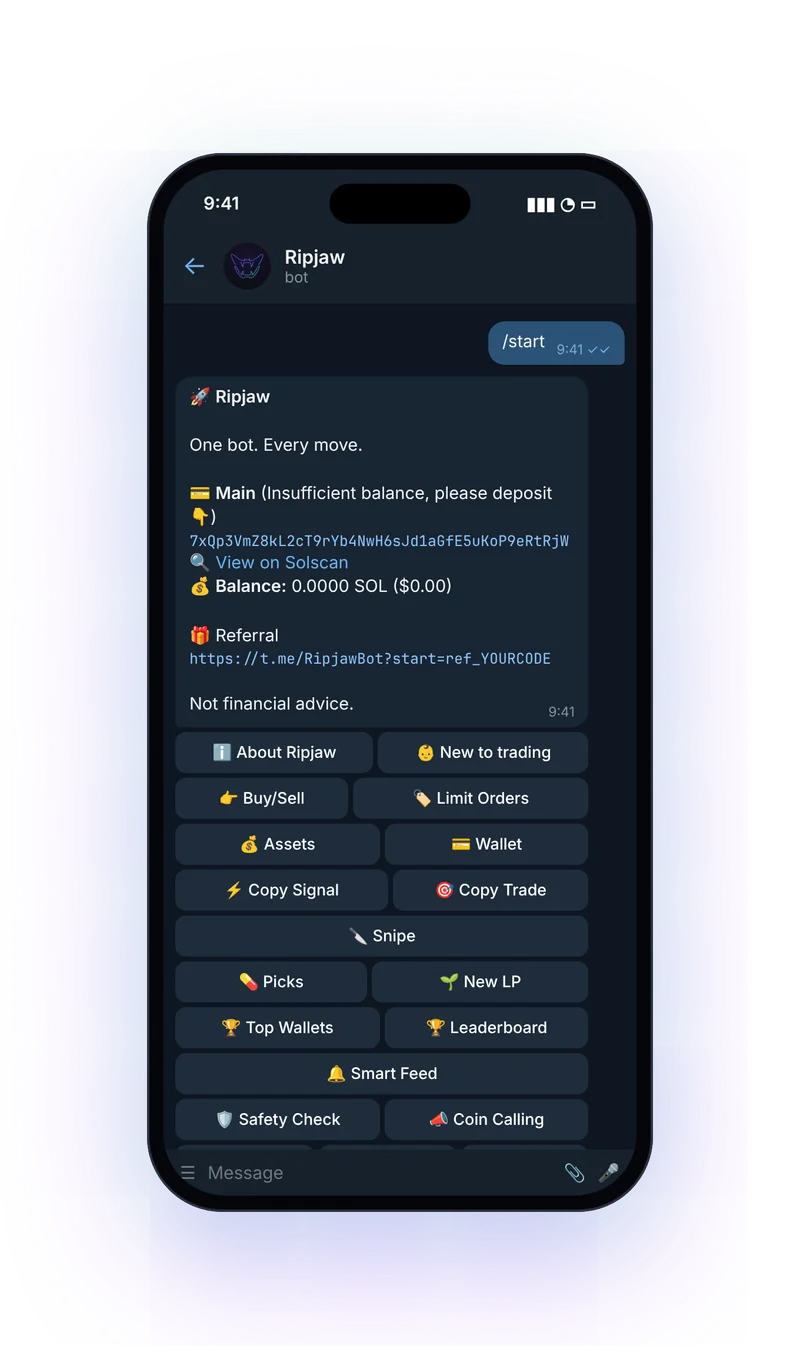 9:41
Ripjaw
bot
/start 9:41 ✓✓
🚀 Ripjaw
One bot. Every move.
💳 Main (Insufficient balance, please deposit
👇)
7xQp3VmZ8kL2cT9rYb4NwH6sJd1aGfE5uKoP9eRtRjW
🔍 View on Solscan
💰 Balance: 0.0000 SOL ($0.00)
🎁 Referral
https://t.me/RipjawBot?start=ref_YOURCODE
Not financial advice.
9:41
ℹ️ About Ripjaw
👶 New to trading
👉 Buy/Sell
🏷️ Limit Orders
💰 Assets
💳 Wallet
⚡ Copy Signal
🎯 Copy Trade
🔪 Snipe
💊 Picks
🌱 New LP
🏆 Top Wallets
🏆 Leaderboard
🔔 Smart Feed
🛡️ Safety Check
📣 Coin Calling
☰ Message 📎 🎤